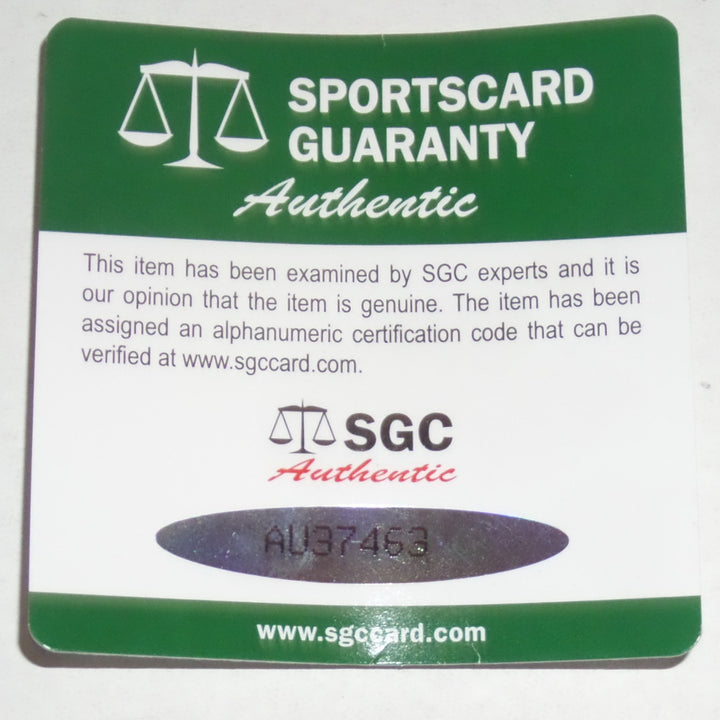 SPORTSCARD
GUARANTY
Authentic
This item has been examined by SGC experts and it is
our opinion that the item is genuine. The item has been
assigned an alphanumeric certification code that can be
verified at www.sgccard.com.
SGC
Authentic
AU37463
www.sgccard.com